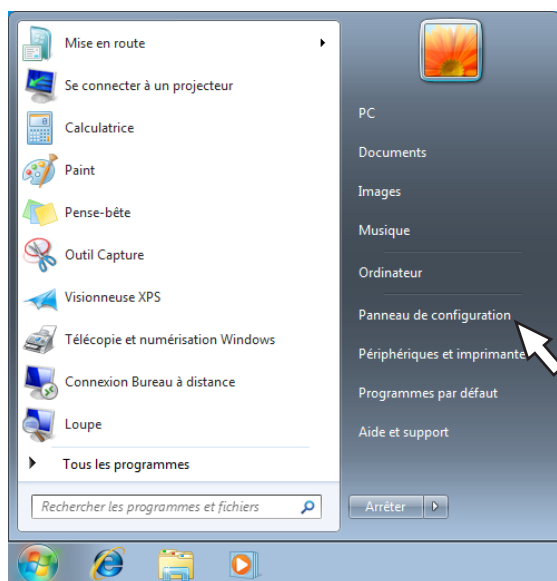 Mise en route
Se connecter à un projecteur
Calculatrice
Paint
Pense-bête
Outil Capture
Visionneuse XPS
Télécopie et numérisation Windows
Connexion Bureau à distance
Loupe
Tous les programmes
Rechercher les programmes et fichiers
PC
Documents
Images
Musique
Ordinateur
Panneau de configuration
Périphériques et imprimante
Programmes par défaut
Aide et support
Arrêter